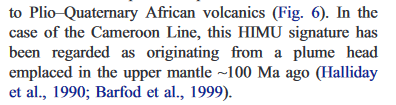 to Plio–Quaternary African volcanics (Fig. 6). In the
case of the Cameroon Line, this HIMU signature has
been regarded as originating from a plume head
emplaced in the upper mantle ~100 Ma ago (Halliday
et al., 1990; Barfod et al., 1999).